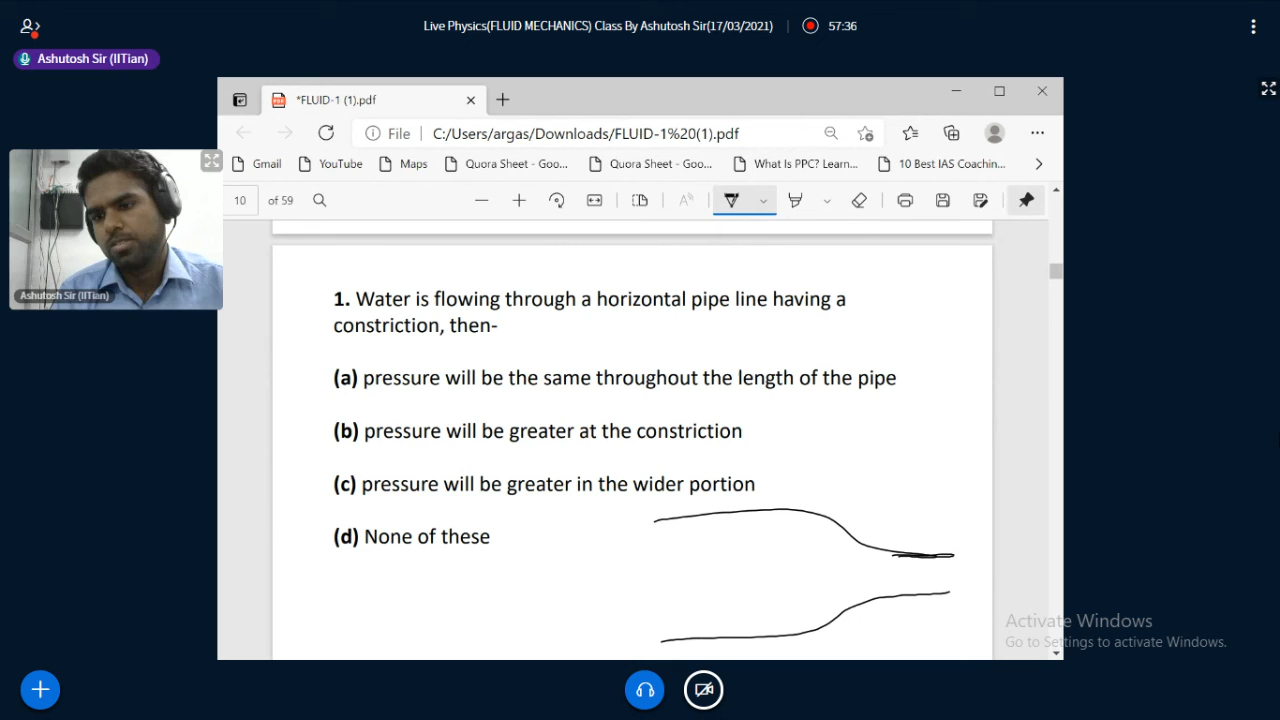 Live Physics(FLUID MECHANICS) Class By Ashutosh Sir(17/03/2021)
57:36
Ashutosh Sir (IITian)
*FLUID-1 (1).pdf
File
C:/Users/argas/Downloads/FLUID-1%20(1).pdf
Gmail
YouTube
Maps
Quora Sheet - Goo...
Quora Sheet - Goo...
What Is PPC? Learn...
10 Best IAS Coachin...
10 of 59
Ashutosh Sir (IITian)
1. Water is flowing through a horizontal pipe line having a
constriction, then-
(a) pressure will be the same throughout the length of the pipe
(b) pressure will be greater at the constriction
(c) pressure will be greater in the wider portion
(d) None of these
Activate Windows
Go to Settings to activate Windows.